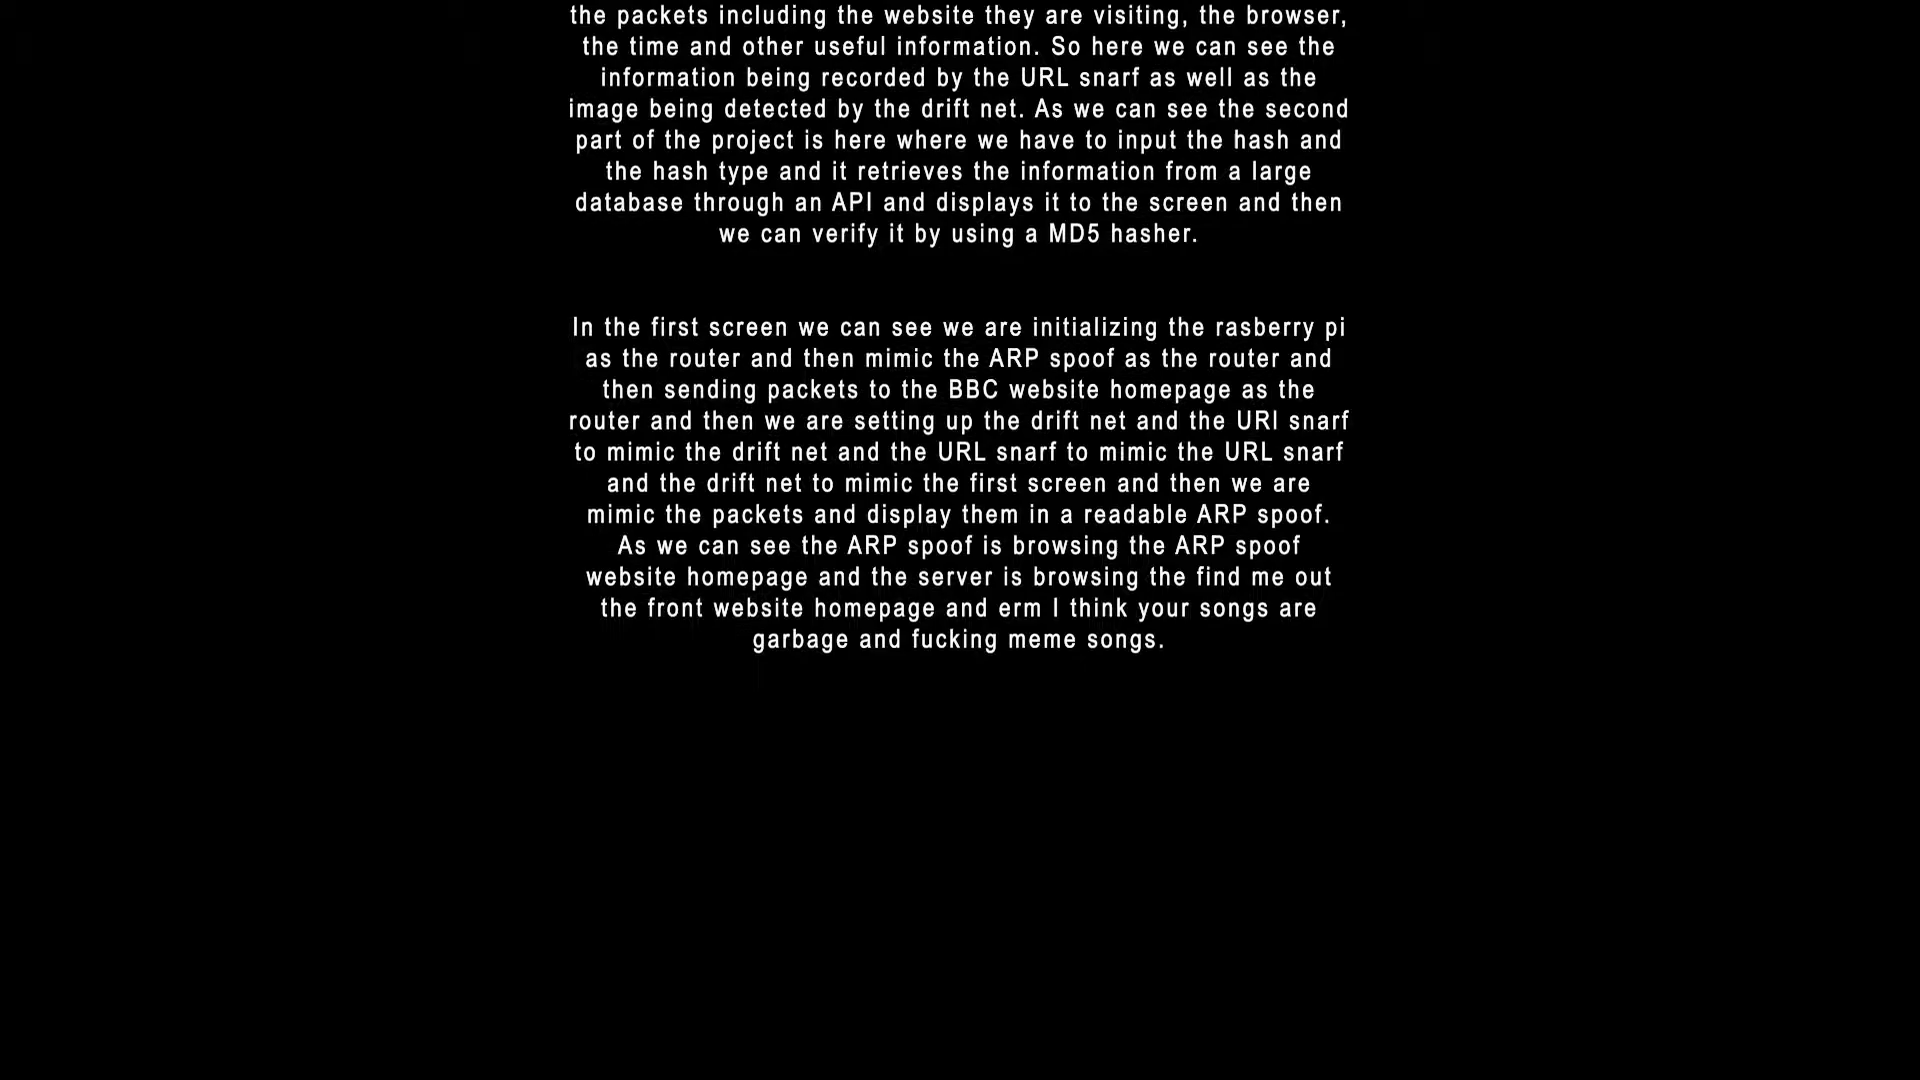 the packets including the website they are visiting, the browser,
the time and other useful information. So here we can see the
information being recorded by the URL snarf as well as the
image being detected by the drift net. As we can see the second
part of the project is here where we have to input the hash and
the hash type and it retrieves the information from a large
database through an API and displays it to the screen and then
we can verify it by using a MD5 hasher.
In the first screen we can see we are initializing the rasberry pi
as the router and then mimic the ARP spoof as the router and
then sending packets to the BBC website homepage as the
router and then we are setting up the drift net and the URI snarf
to mimic the drift net and the URL snarf to mimic the URL snarf
and the drift net to mimic the first screen and then we are
mimic the packets and display them in a readable ARP spoof.
As we can see the ARP spoof is browsing the ARP spoof
website homepage and the server is browsing the find me out
the front website homepage and erm I think your songs are
garbage and fucking meme songs.